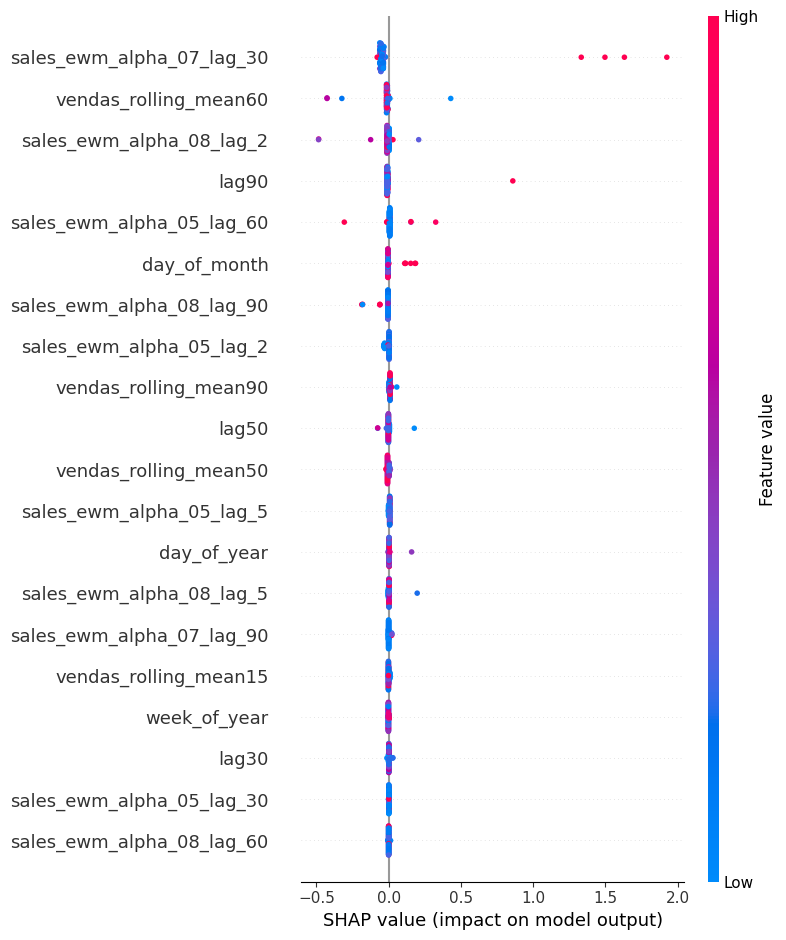 High
sales_ewm_alpha_07_lag_30
vendas_rolling_mean60
sales_ewm_alpha_08_lag_2
lag90
sales_ewm_alpha_05_lag_60
day_of_month
sales_ewm_alpha_08_lag_90
sales_ewm_alpha_05_lag_2
vendas_rolling_mean90
lag50
vendas_rolling_mean50
sales_ewm_alpha_05_lag_5
day_of_year
sales_ewm_alpha_08_lag_5
sales_ewm_alpha_07_lag_90
vendas_rolling_mean15
week_of_year
lag30
sales_ewm_alpha_05_lag_30
sales_ewm_alpha_08_lag_60
Feature value
Low
−0.5 0.0 0.5 1.0 1.5 2.0
SHAP value (impact on model output)